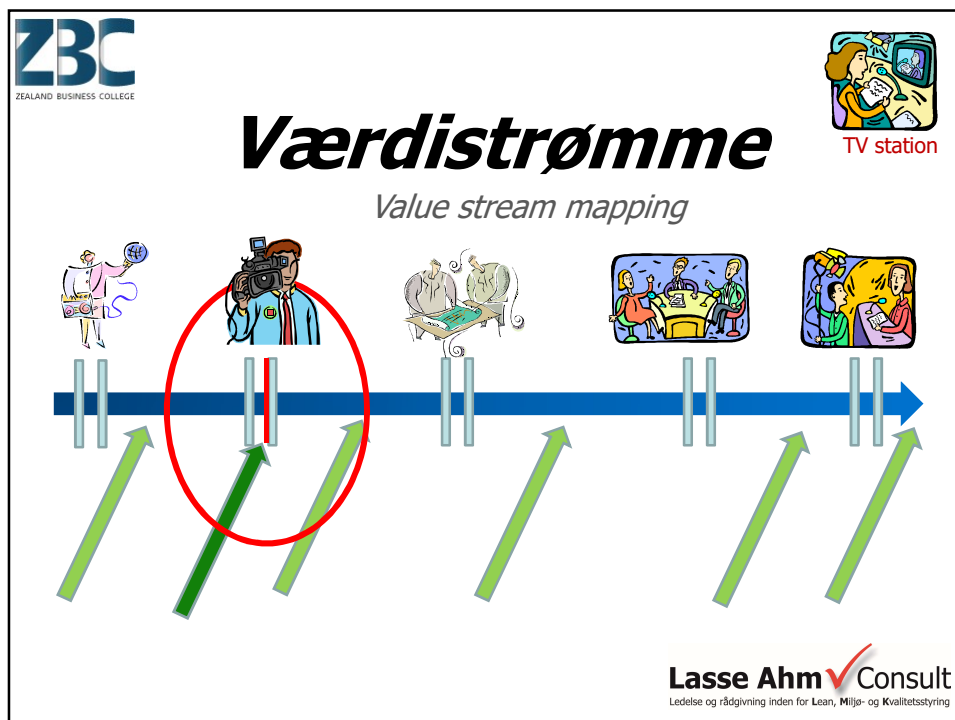 ZBC
ZEALAND BUSINESS COLLEGE
TV station
Værdistrømme
Value stream mapping
Lasse Ahm Consult
Ledelse og rådgivning inden for Lean, Miljø- og Kvalitetsstyring